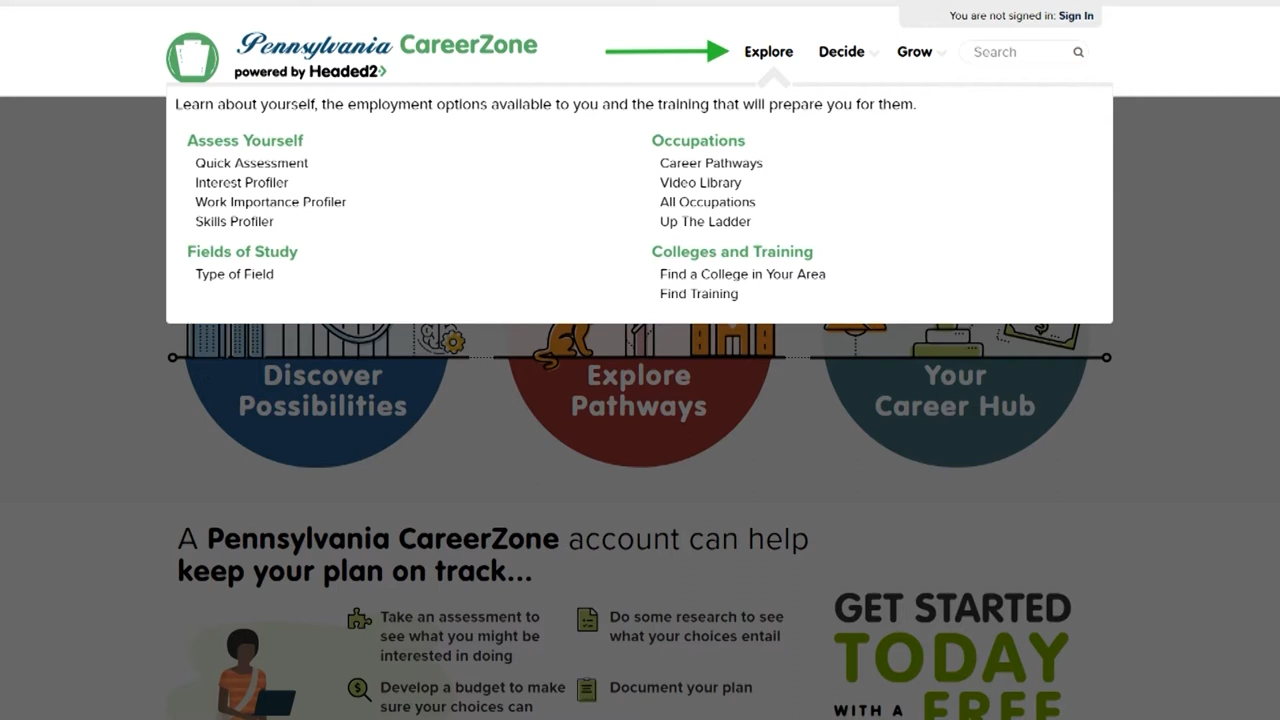 You are not signed in: Sign In
Pennsylvania CareerZone
powered by Headed2
Explore Decide Grow Search
Learn about yourself, the employment options available to you and the training that will prepare you for them.
Assess Yourself
Quick Assessment
Interest Profiler
Work Importance Profiler
Skills Profiler
Fields of Study
Type of Field
Occupations
Career Pathways
Video Library
All Occupations
Up The Ladder
Colleges and Training
Find a College in Your Area
Find Training
Discover
Possibilities
Explore
Pathways
Your
Career Hub
A Pennsylvania CareerZone account can help
keep your plan on track...
Take an assessment to
see what you might be
interested in doing
Do some research to see
what your choices entail
Develop a budget to make
sure your choices can
Document your plan
GET STARTED
TODAY
WITH A FREE